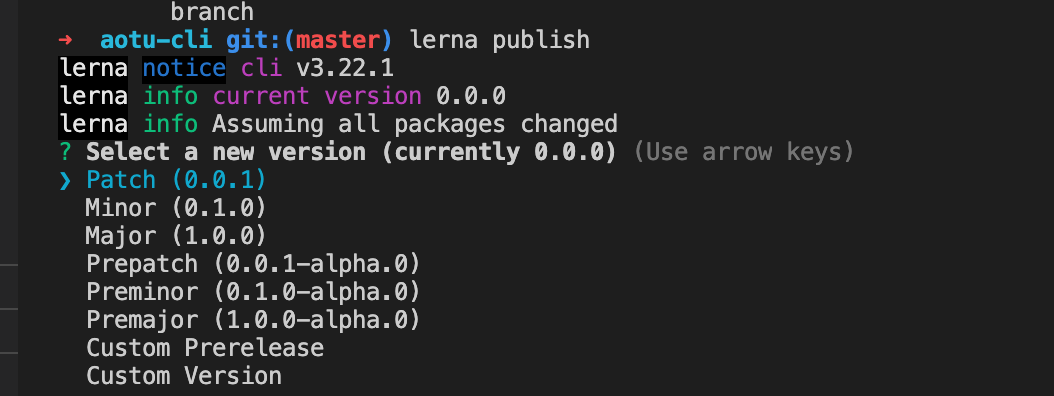 branch
→ aotu-cli git:(master) lerna publish
lerna notice cli v3.22.1
lerna info current version 0.0.0
lerna info Assuming all packages changed
? Select a new version (currently 0.0.0) (Use arrow keys)
❯ Patch (0.0.1)
Minor (0.1.0)
Major (1.0.0)
Prepatch (0.0.1-alpha.0)
Preminor (0.1.0-alpha.0)
Premajor (1.0.0-alpha.0)
Custom Prerelease
Custom Version